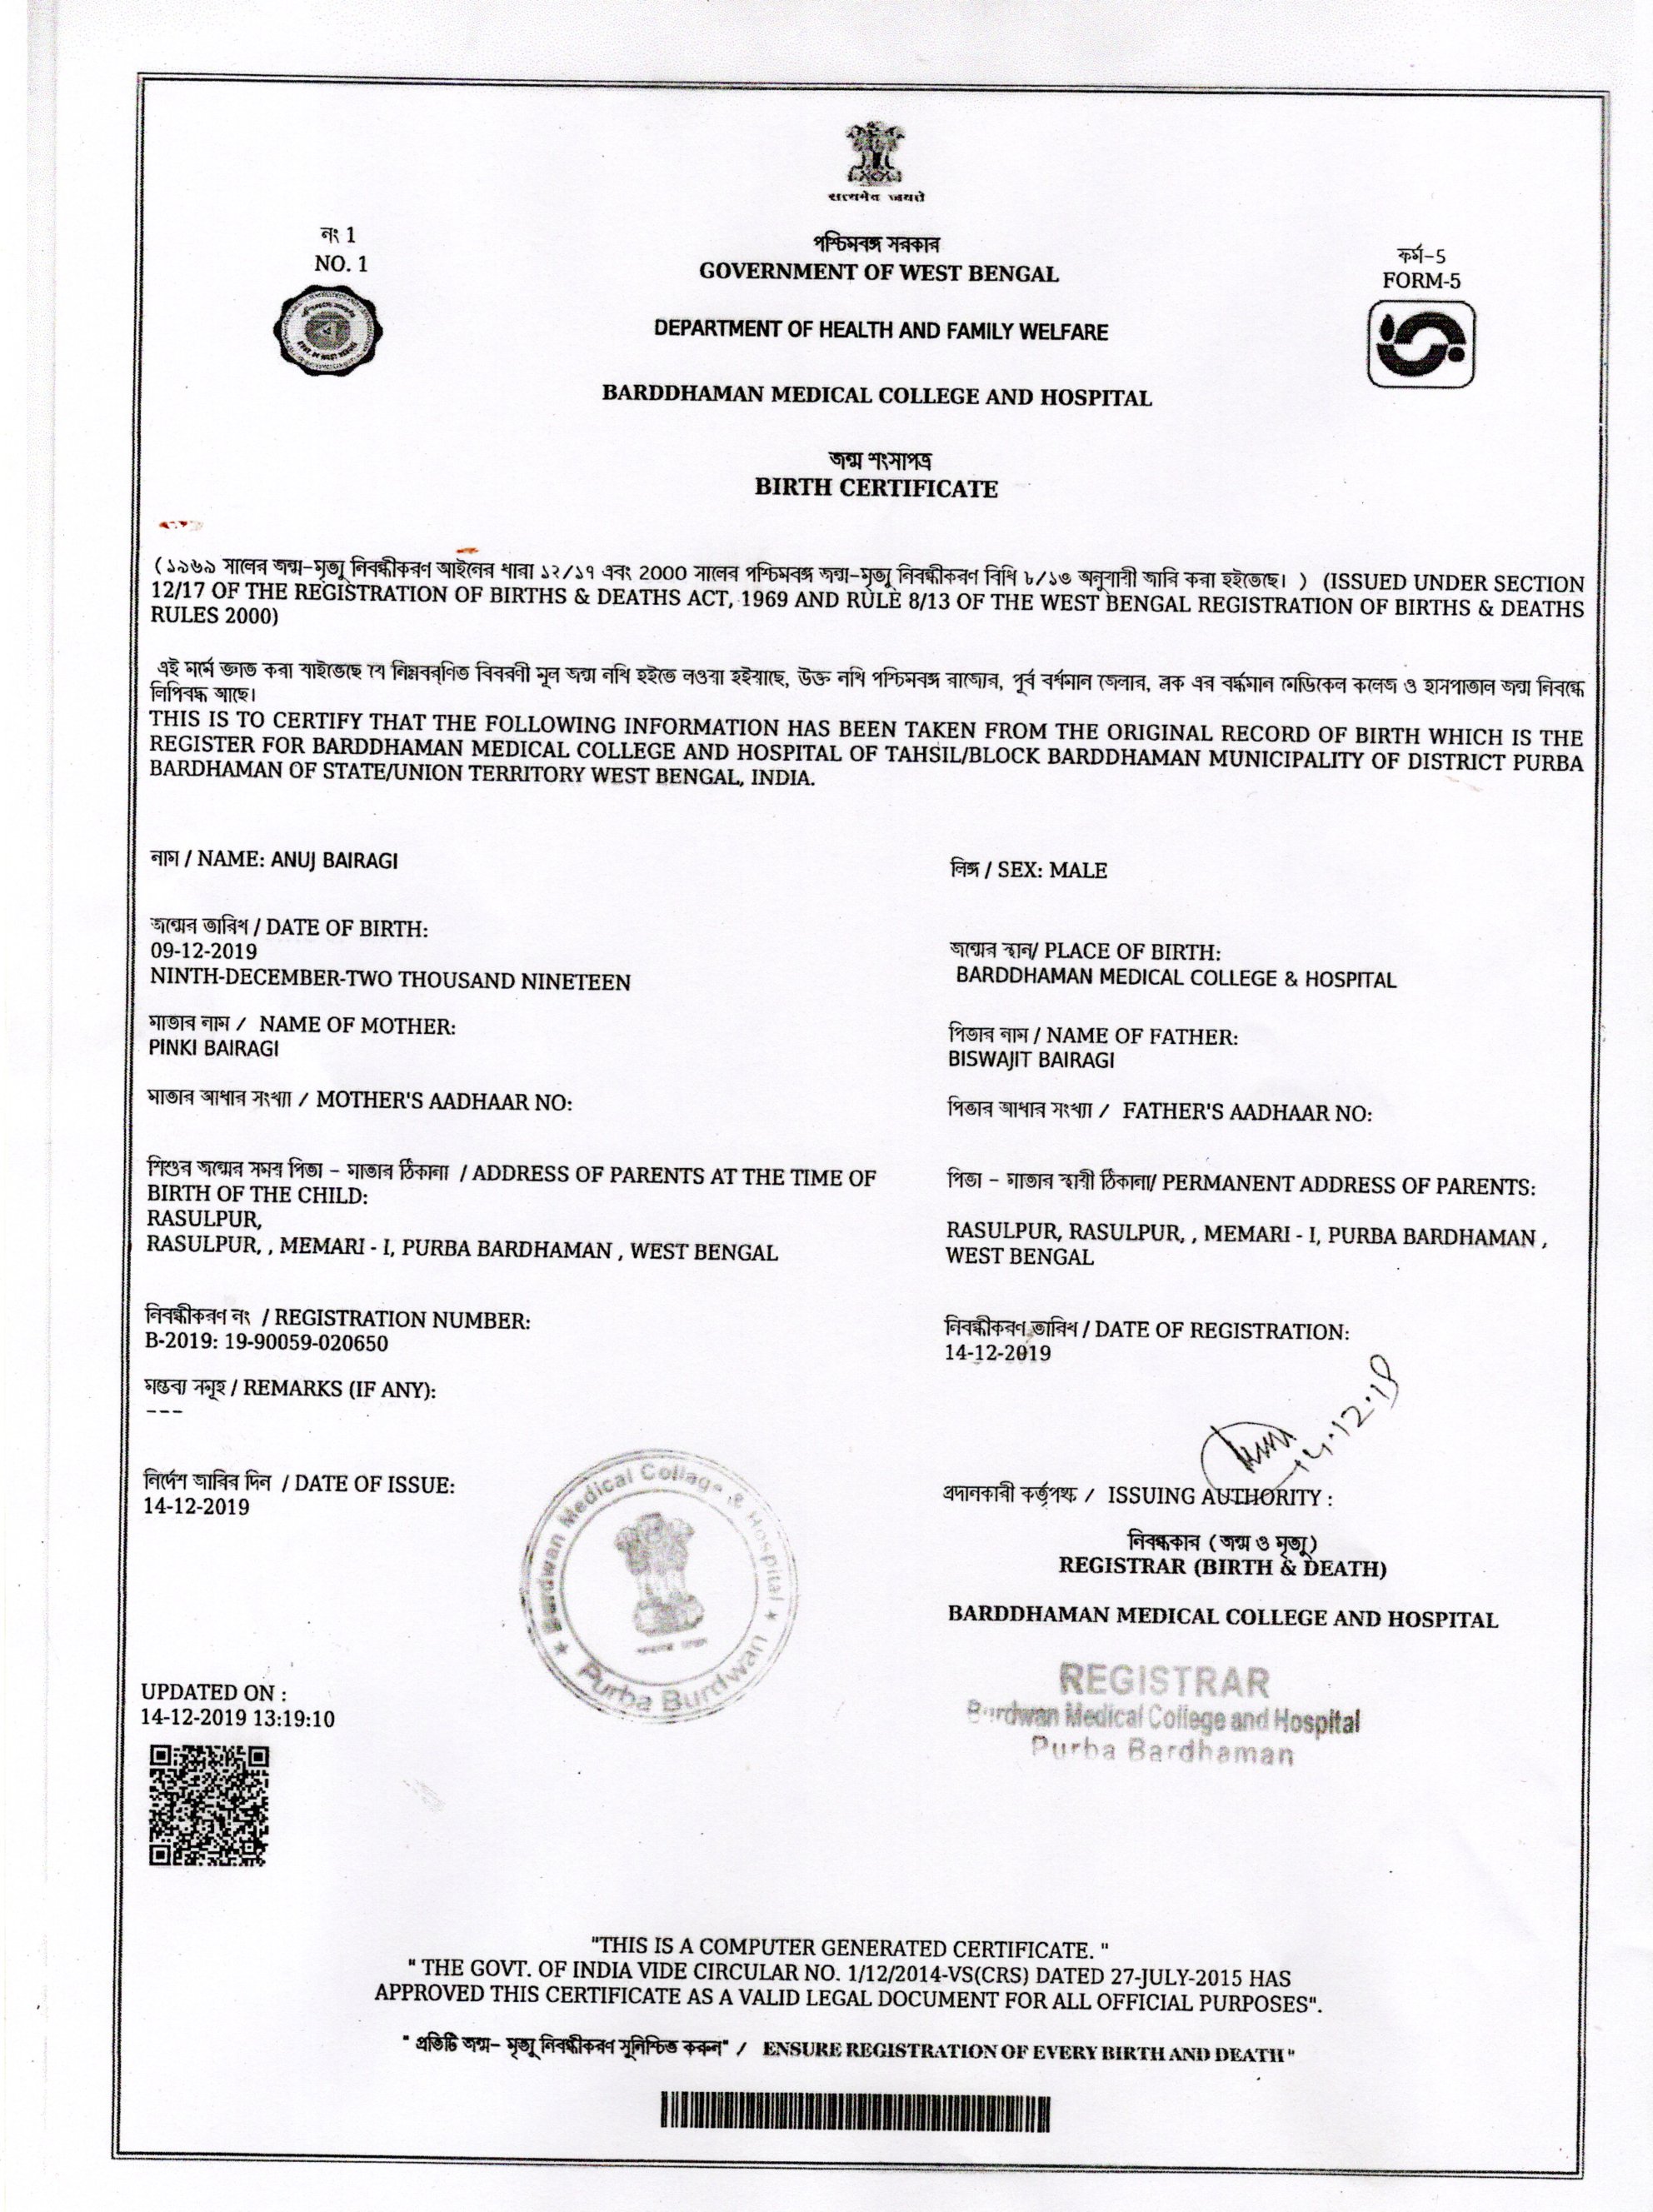 सत्यमेव जयते
নং 1
NO. 1
পশ্চিমবঙ্গ সরকার
GOVERNMENT OF WEST BENGAL
ফর্ম-5
FORM-5
DEPARTMENT OF HEALTH AND FAMILY WELFARE
BARDDHAMAN MEDICAL COLLEGE AND HOSPITAL
জন্ম শংসাপত্র
BIRTH CERTIFICATE
(১৯৬৯ সালের জন্ম-মৃত্যু নিবন্ধীকরণ আইনের ধারা ১২/১৭ এবং 2000 সালের পশ্চিমবঙ্গ জন্ম-মৃত্যু নিবন্ধীকরণ বিধি ৮/১৩ অনুযায়ী জারি করা হইতেছে। ) (ISSUED UNDER SECTION
12/17 OF THE REGISTRATION OF BIRTHS & DEATHS ACT, 1969 AND RULE 8/13 OF THE WEST BENGAL REGISTRATION OF BIRTHS & DEATHS
RULES 2000)
এই মর্মে জ্ঞাত করা যাইতেছে যে নিম্নবর্ণিত বিবরণী মূল জন্ম নথি হইতে লওয়া হইয়াছে, উক্ত নথি পশ্চিমবঙ্গ রাজ্যের, পূর্ব বর্ধমান জেলার, ব্লক এর বর্দ্ধমান মেডিকেল কলেজ ও হাসপাতাল জন্ম নিবন্ধে
লিপিবদ্ধ আছে।
THIS IS TO CERTIFY THAT THE FOLLOWING INFORMATION HAS BEEN TAKEN FROM THE ORIGINAL RECORD OF BIRTH WHICH IS THE
REGISTER FOR BARDDHAMAN MEDICAL COLLEGE AND HOSPITAL OF TAHSIL/BLOCK BARDDHAMAN MUNICIPALITY OF DISTRICT PURBA
BARDHAMAN OF STATE/UNION TERRITORY WEST BENGAL, INDIA.
নাম / NAME: ANUJ BAIRAGI
লিঙ্গ / SEX: MALE
জন্মের তারিখ / DATE OF BIRTH:
09-12-2019
NINTH-DECEMBER-TWO THOUSAND NINETEEN
জন্মের স্থান/ PLACE OF BIRTH:
BARDDHAMAN MEDICAL COLLEGE & HOSPITAL
মাতার নাম / NAME OF MOTHER:
PINKI BAIRAGI
পিতার নাম / NAME OF FATHER:
BISWAJIT BAIRAGI
মাতার আধার সংখ্যা / MOTHER'S AADHAAR NO:
পিতার আধার সংখ্যা / FATHER'S AADHAAR NO:
শিশুর জন্মের সময় পিতা - মাতার ঠিকানা / ADDRESS OF PARENTS AT THE TIME OF
BIRTH OF THE CHILD:
RASULPUR,
RASULPUR, , MEMARI - I, PURBA BARDHAMAN , WEST BENGAL
পিতা - মাতার স্থায়ী ঠিকানা/ PERMANENT ADDRESS OF PARENTS:
RASULPUR, RASULPUR, , MEMARI - I, PURBA BARDHAMAN ,
WEST BENGAL
নিবন্ধীকরণ নং / REGISTRATION NUMBER:
B-2019: 19-90059-020650
নিবন্ধীকরণ তারিখ / DATE OF REGISTRATION:
14-12-2019
মন্তব্য সমূহ / REMARKS (IF ANY):
---
14.12.19
নির্দেশ জারির দিন / DATE OF ISSUE:
14-12-2019
প্রদানকারী কর্তৃপক্ষ / ISSUING AUTHORITY :
নিবন্ধকার (জন্ম ও মৃত্যু)
REGISTRAR (BIRTH & DEATH)
BARDDHAMAN MEDICAL COLLEGE AND HOSPITAL
Burdwan Medical Collage & Hospital
Purba Burdwan
REGISTRAR
Burdwan Medical College and Hospital
Purba Bardhaman
UPDATED ON :
14-12-2019 13:19:10
"THIS IS A COMPUTER GENERATED CERTIFICATE. "
" THE GOVT. OF INDIA VIDE CIRCULAR NO. 1/12/2014-VS(CRS) DATED 27-JULY-2015 HAS
APPROVED THIS CERTIFICATE AS A VALID LEGAL DOCUMENT FOR ALL OFFICIAL PURPOSES".
" প্রতিটি জন্ম- মৃত্যু নিবন্ধীকরণ সুনিশ্চিত করুন" / ENSURE REGISTRATION OF EVERY BIRTH AND DEATH "